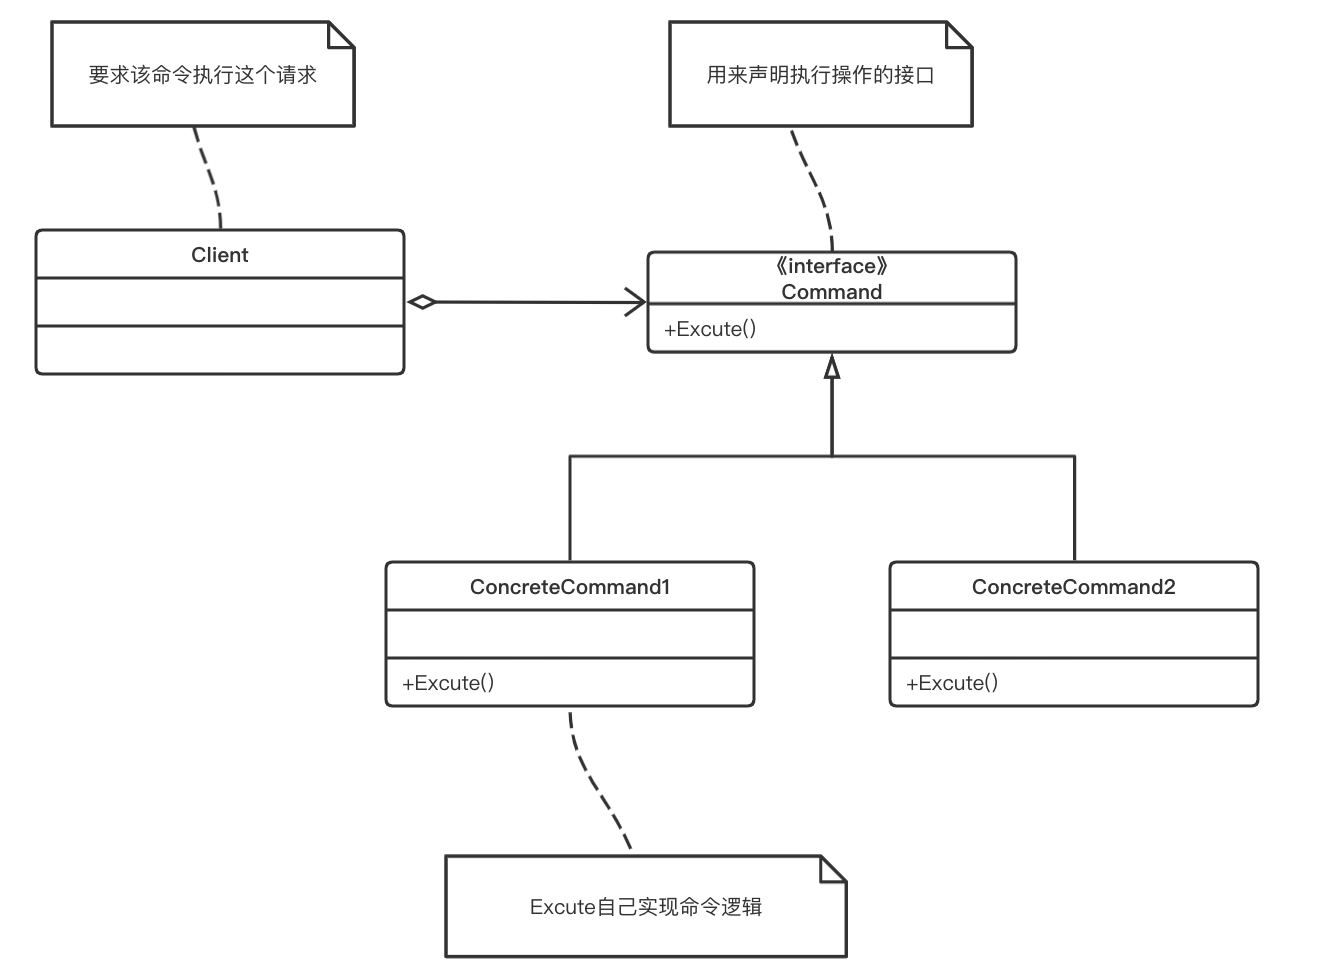 要求该命令执行这个请求
用来声明执行操作的接口
Client
《interface》
Command
+Excute()
ConcreteCommand1
+Excute()
ConcreteCommand2
+Excute()
Excute自己实现命令逻辑